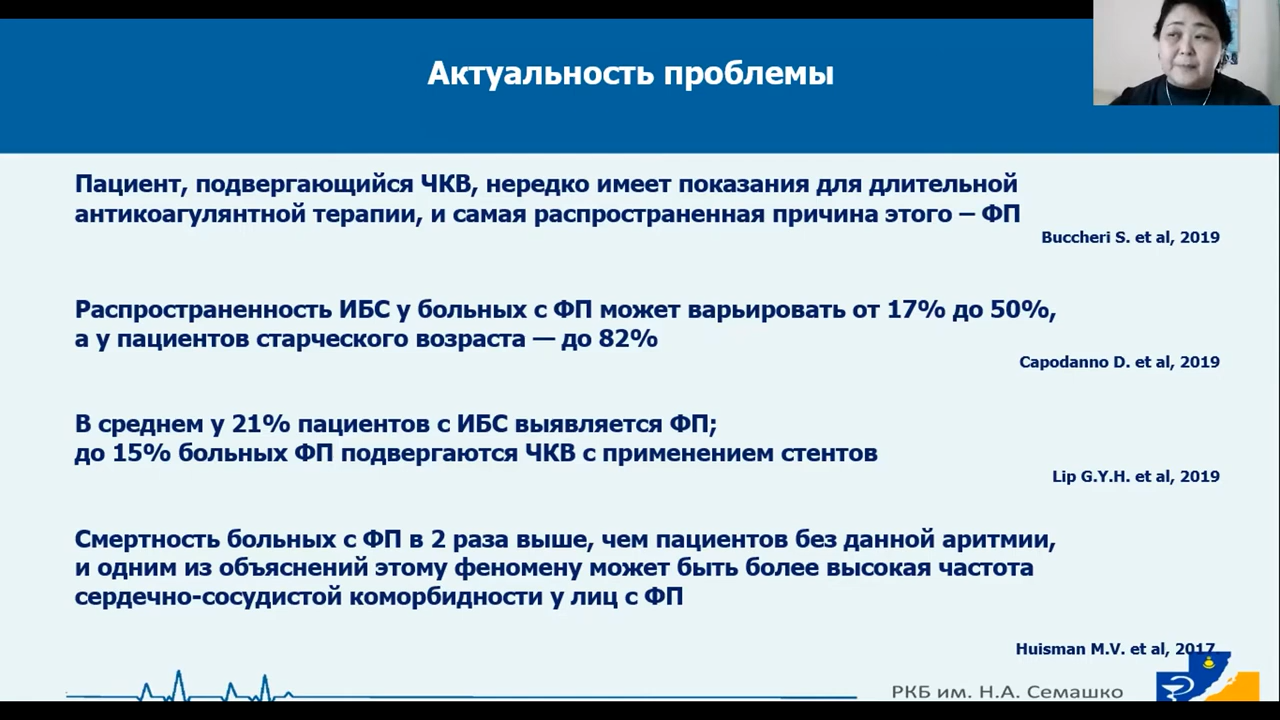 Актуальность проблемы
Пациент, подвергающийся ЧКВ, нередко имеет показания для длительной
антикоагулянтной терапии, и самая распространенная причина этого – ФП
Buccheri S. et al, 2019
Распространенность ИБС у больных с ФП может варьировать от 17% до 50%,
а у пациентов старческого возраста — до 82%
Capodanno D. et al, 2019
В среднем у 21% пациентов с ИБС выявляется ФП;
до 15% больных ФП подвергаются ЧКВ с применением стентов
Lip G.Y.H. et al, 2019
Смертность больных с ФП в 2 раза выше, чем пациентов без данной аритмии,
и одним из объяснений этому феномену может быть более высокая частота
сердечно-сосудистой коморбидности у лиц с ФП
Huisman M.V. et al, 2017
РКБ им. Н.А. Семашко